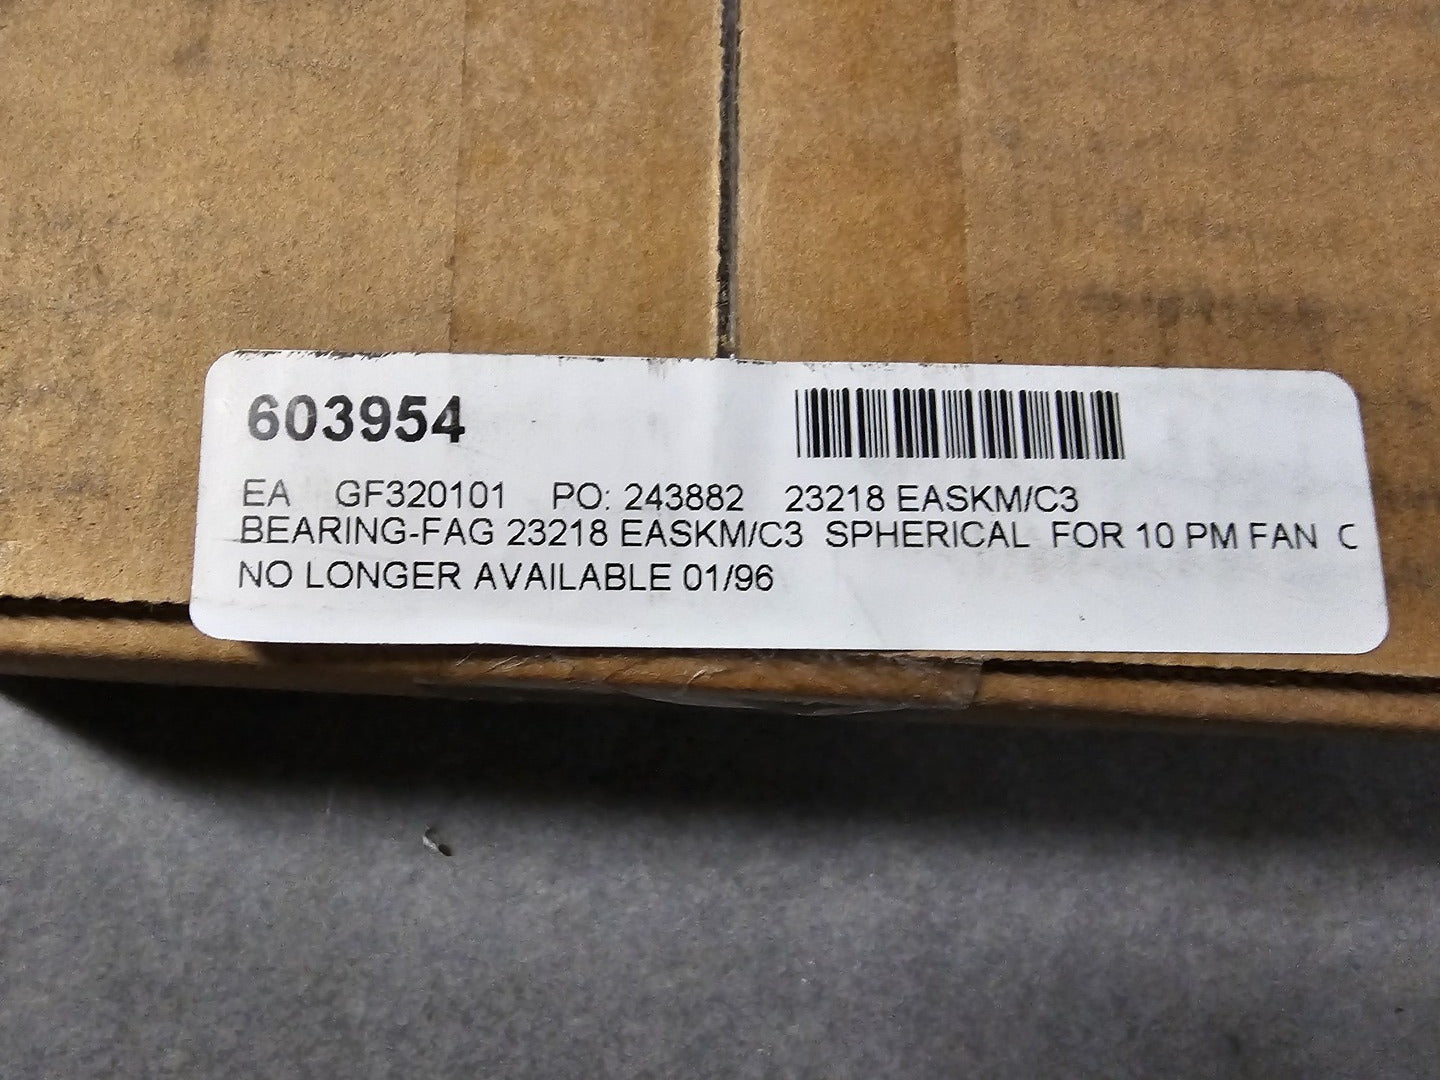 603954
EA GF320101 PO: 243882 23218 EASKM/C3
BEARING-FAG 23218 EASKM/C3 SPHERICAL FOR 10 PM FAN C
NO LONGER AVAILABLE 01/96